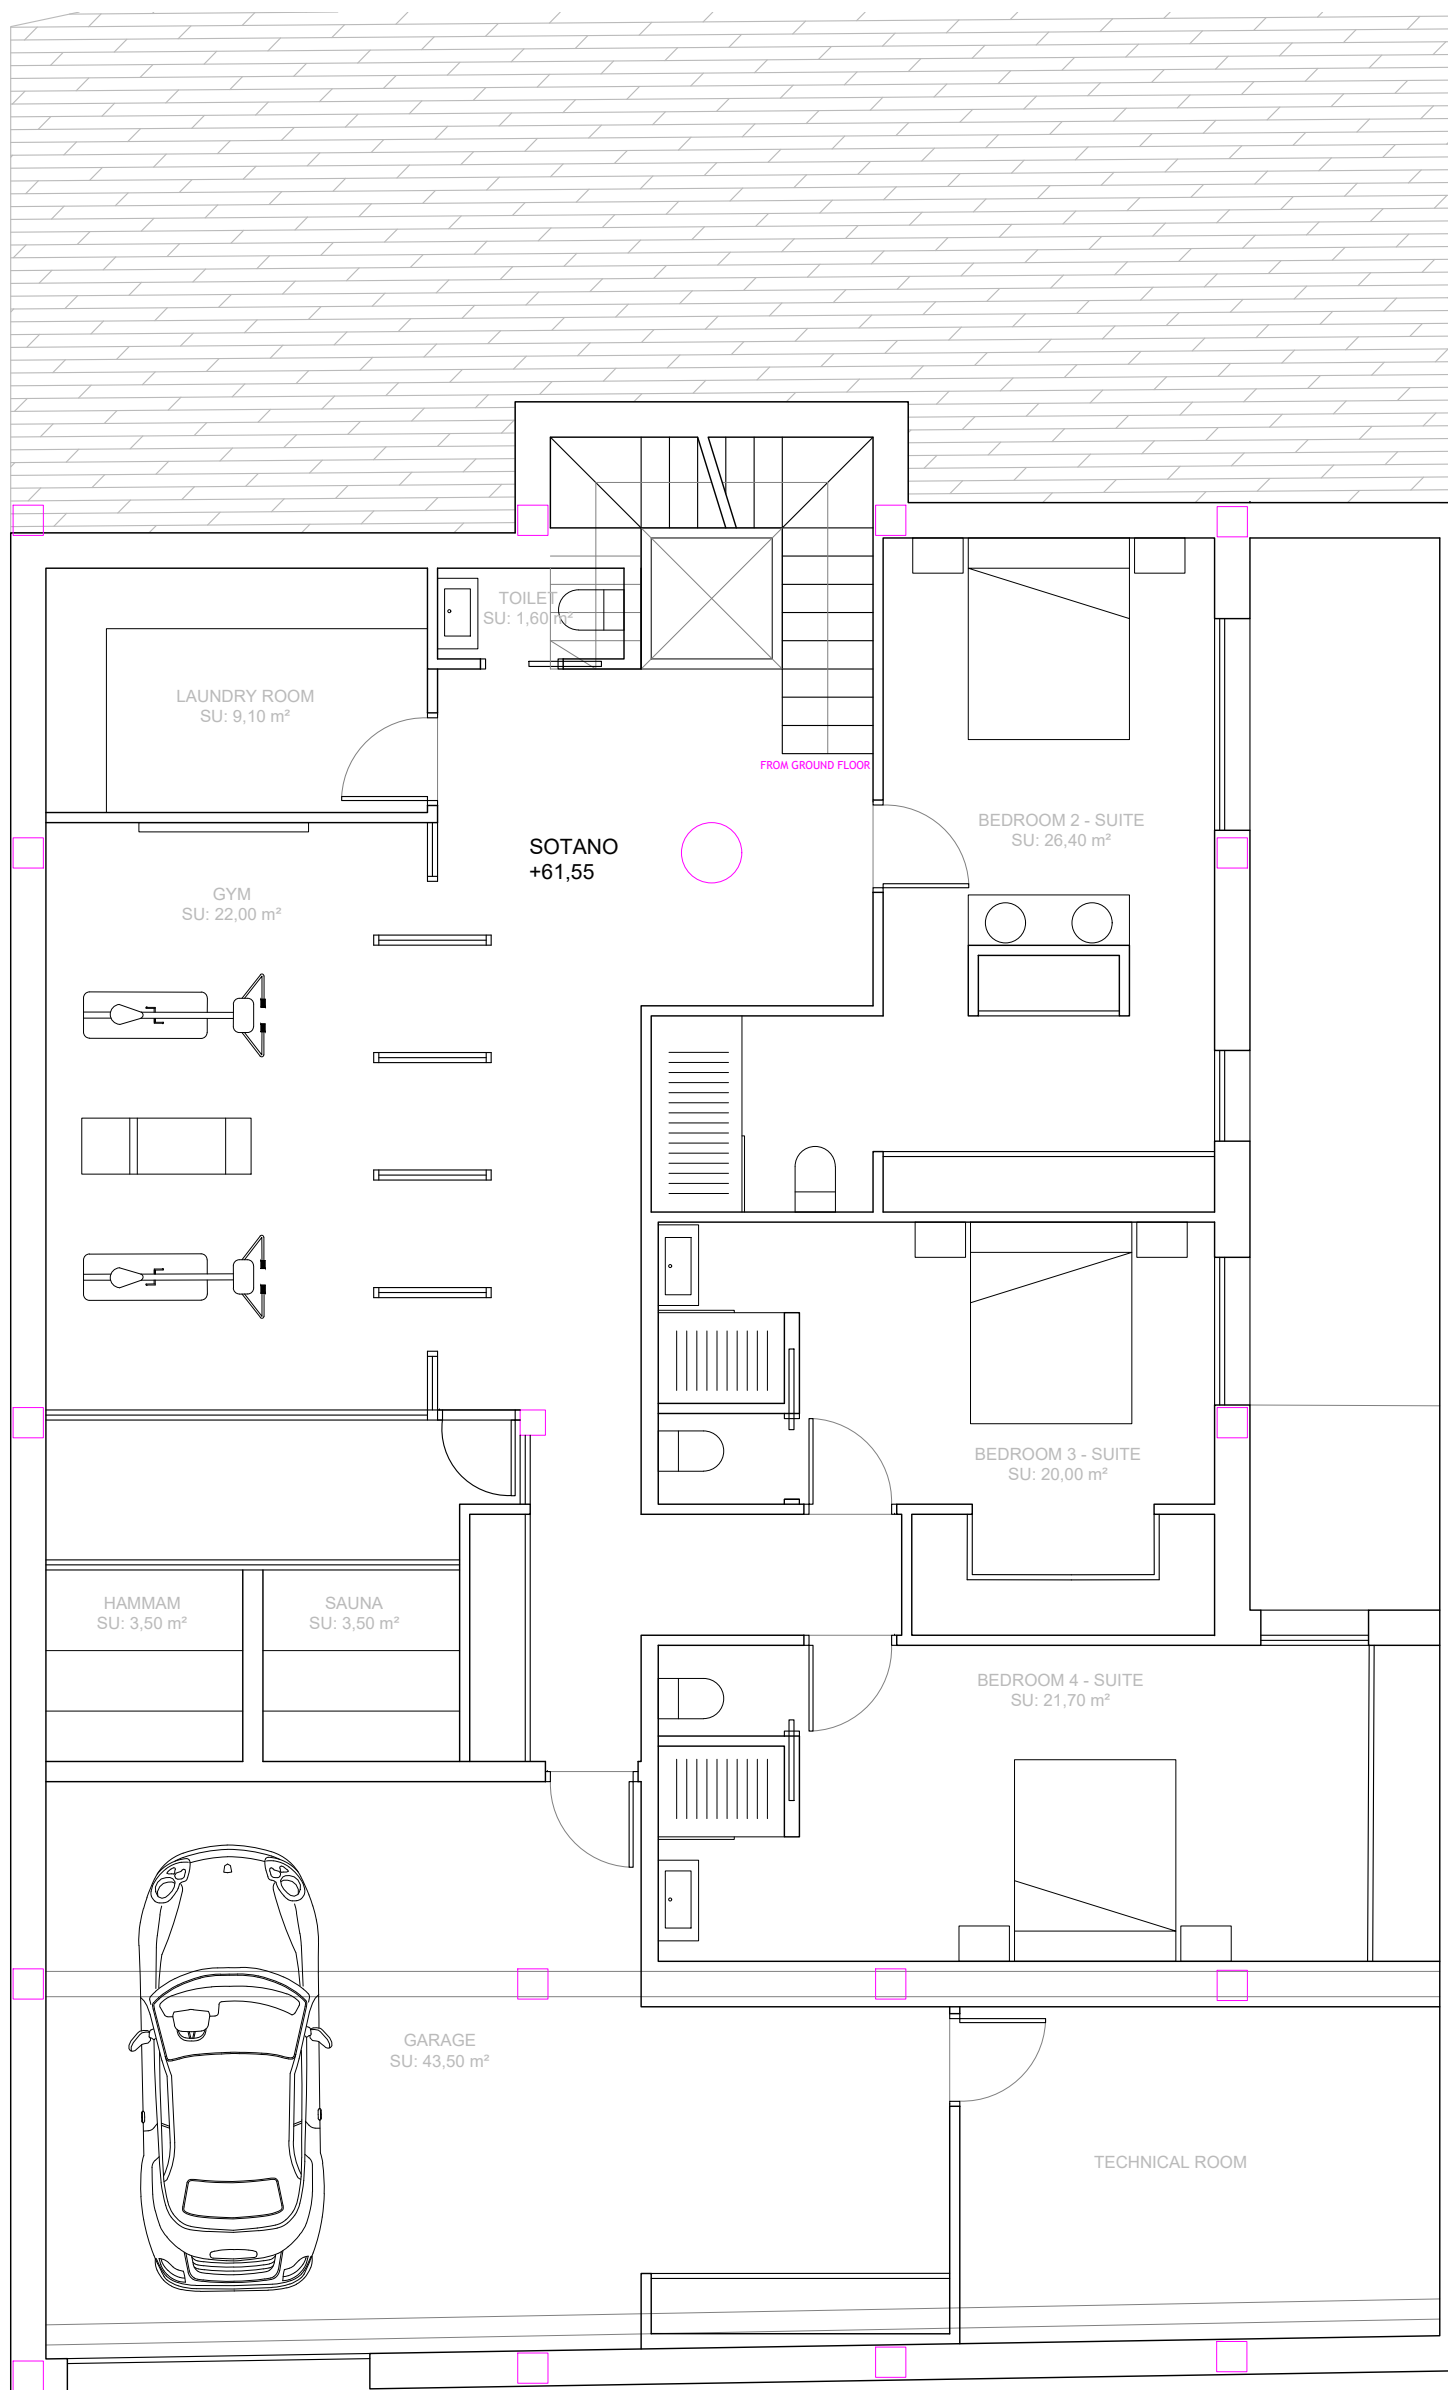 TOILET
SU: 1,60 m²
LAUNDRY ROOM
SU: 9,10 m²
FROM GROUND FLOOR
BEDROOM 2 - SUITE
SU: 26,40 m²
SOTANO
+61,55
GYM
SU: 22,00 m²
BEDROOM 3 - SUITE
SU: 20,00 m²
HAMMAM
SU: 3,50 m²
SAUNA
SU: 3,50 m²
BEDROOM 4 - SUITE
SU: 21,70 m²
GARAGE
SU: 43,50 m²
TECHNICAL ROOM